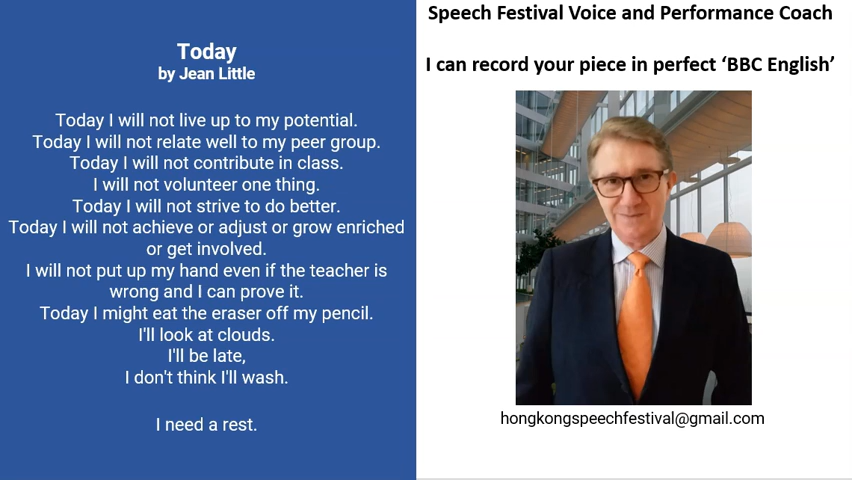 Today
by Jean Little
Today I will not live up to my potential.
Today I will not relate well to my peer group.
Today I will not contribute in class.
I will not volunteer one thing.
Today I will not strive to do better.
Today I will not achieve or adjust or grow enriched
or get involved.
I will not put up my hand even if the teacher is
wrong and I can prove it.
Today I might eat the eraser off my pencil.
I'll look at clouds.
I'll be late,
I don't think I'll wash.
I need a rest.
Speech Festival Voice and Performance Coach
I can record your piece in perfect ‘BBC English’
hongkongspeechfestival@gmail.com